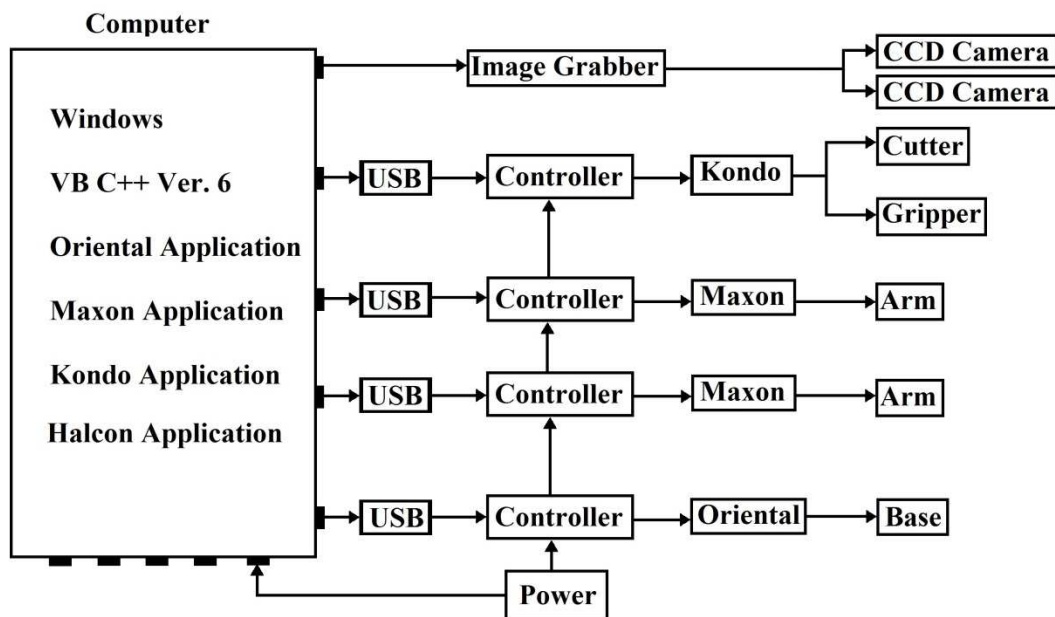 Computer
Image Grabber
CCD Camera
CCD Camera
Windows
VB C++ Ver. 6
Oriental Application
Maxon Application
Kondo Application
Halcon Application
USB
Controller
Kondo
Cutter
Gripper
USB
Controller
Maxon
Arm
USB
Controller
Maxon
Arm
USB
Controller
Oriental
Base
Power